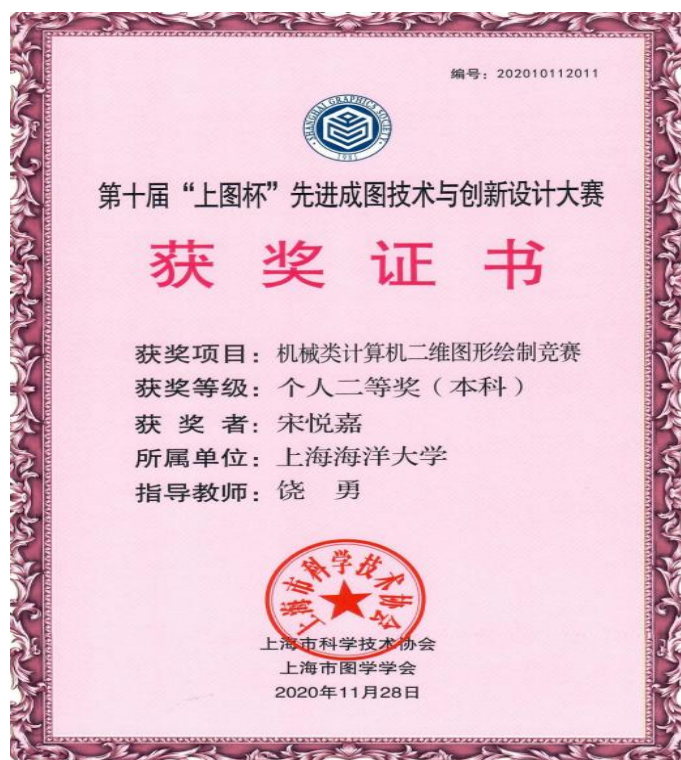 编号：202010112011
SHANGHAI GRAPHICS SOCIETY
1981
第十届“上图杯”先进成图技术与创新设计大赛
获奖证书
获奖项目：机械类计算机二维图形绘制竞赛
获奖等级：个人二等奖（本科）
获奖者：宋悦嘉
所属单位：上海海洋大学
指导教师：饶 勇
上海市科学技术协会
上海市科学技术协会
上海市图学学会
2020年11月28日